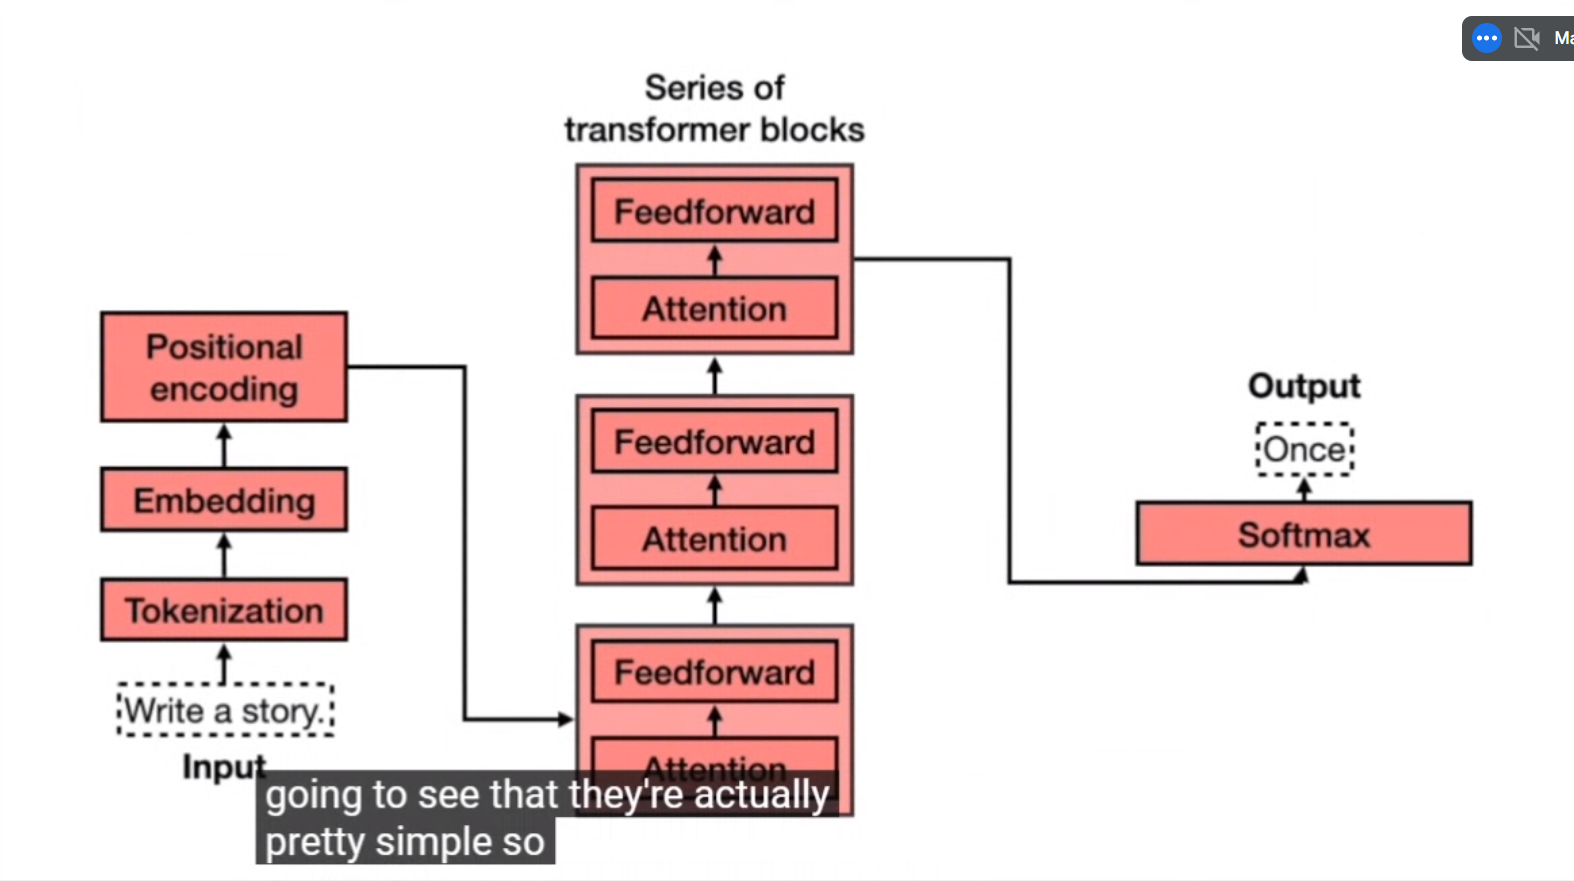 Series of
transformer blocks
Feedforward
Attention
Feedforward
Attention
Feedforward
Attention
Positional
encoding
Embedding
Tokenization
Write a story.
Input
Output
Once
Softmax
going to see that they're actually
pretty simple so